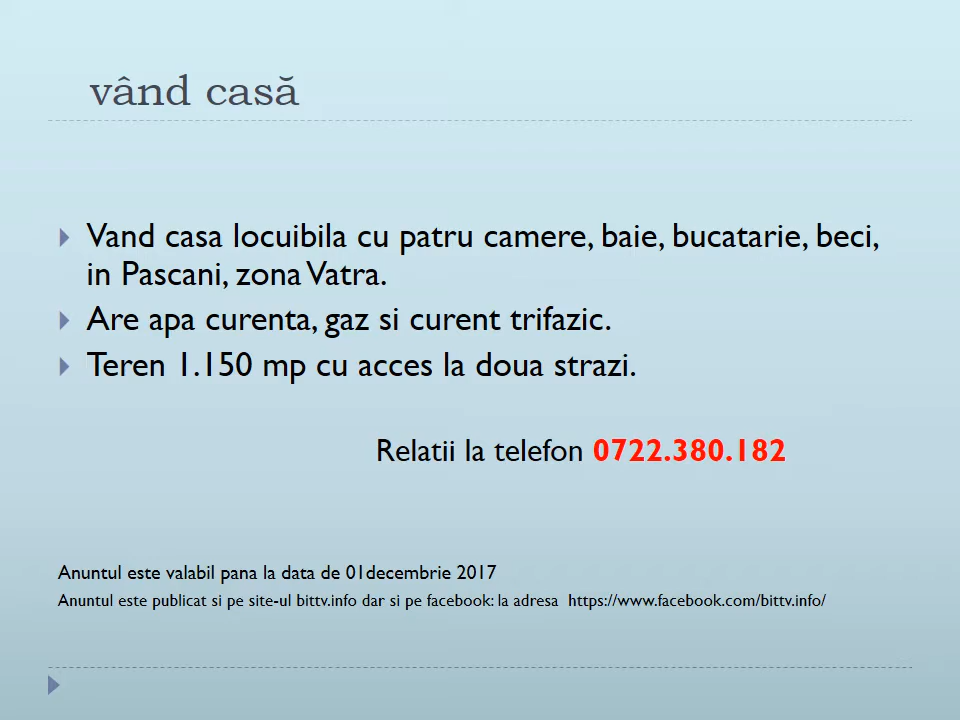 vând casă
Vand casa locuibila cu patru camere, baie, bucatarie, beci,
in Pascani, zona Vatra.
Are apa curenta, gaz si curent trifazic.
Teren 1.150 mp cu acces la doua strazi.
Relatii la telefon 0722.380.182
Anuntul este valabil pana la data de 01decembrie 2017
Anuntul este publicat si pe site-ul bittv.info dar si pe facebook: la adresa https://www.facebook.com/bittv.info/